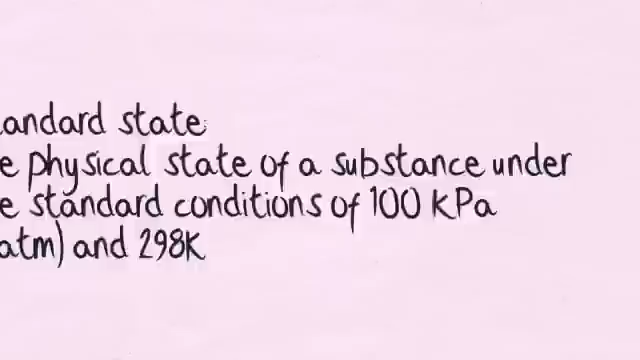 andard state
e physical state of a substance under
e standard conditions of 100 kPa
atm) and 298K